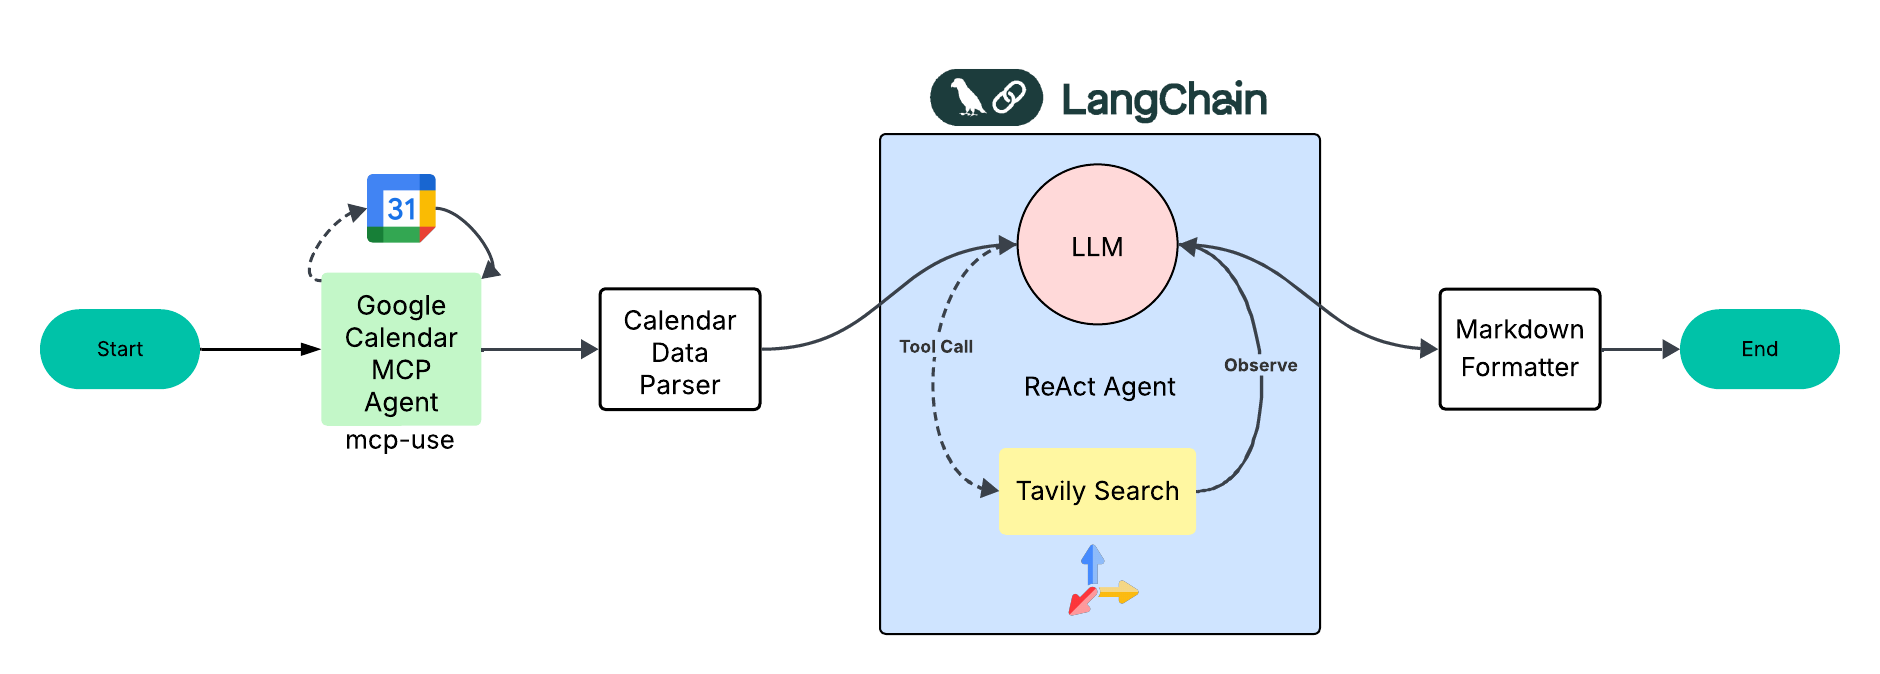 LangChain
31
Start
Google
Calendar
MCP
Agent
mcp-use
Calendar
Data
Parser
LLM
Tool Call
Observe
ReAct Agent
Tavily Search
Markdown
Formatter
End